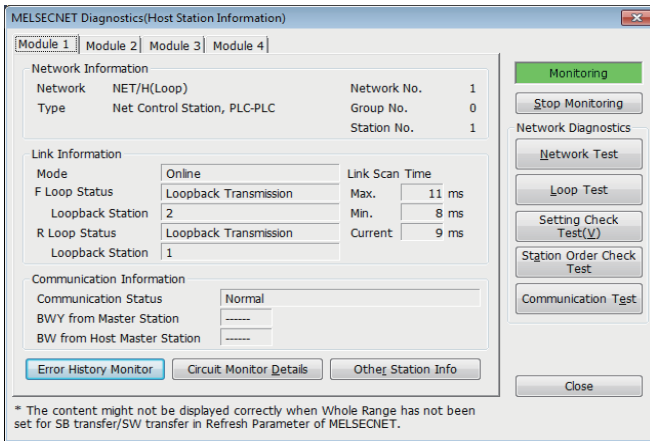 MELSECNET Diagnostics(Host Station Information)
Module 1 Module 2 Module 3 Module 4
Network Information
Network NET/H(Loop) Network No. 1
Type Net Control Station, PLC-PLC Group No. 0
Station No. 1
Link Information
Mode Online Link Scan Time
F Loop Status Loopback Transmission Max. 11 ms
Loopback Station 2 Min. 8 ms
R Loop Status Loopback Transmission Current 9 ms
Loopback Station 1
Communication Information
Communication Status Normal
BWY from Master Station ------
BW from Host Master Station ------
Error History Monitor Circuit Monitor Details Other Station Info
Monitoring
Stop Monitoring
Network Diagnostics
Network Test
Loop Test
Setting Check
Test(V)
Station Order Check
Test
Communication Test
Close
* The content might not be displayed correctly when Whole Range has not been
set for SB transfer/SW transfer in Refresh Parameter of MELSECNET.